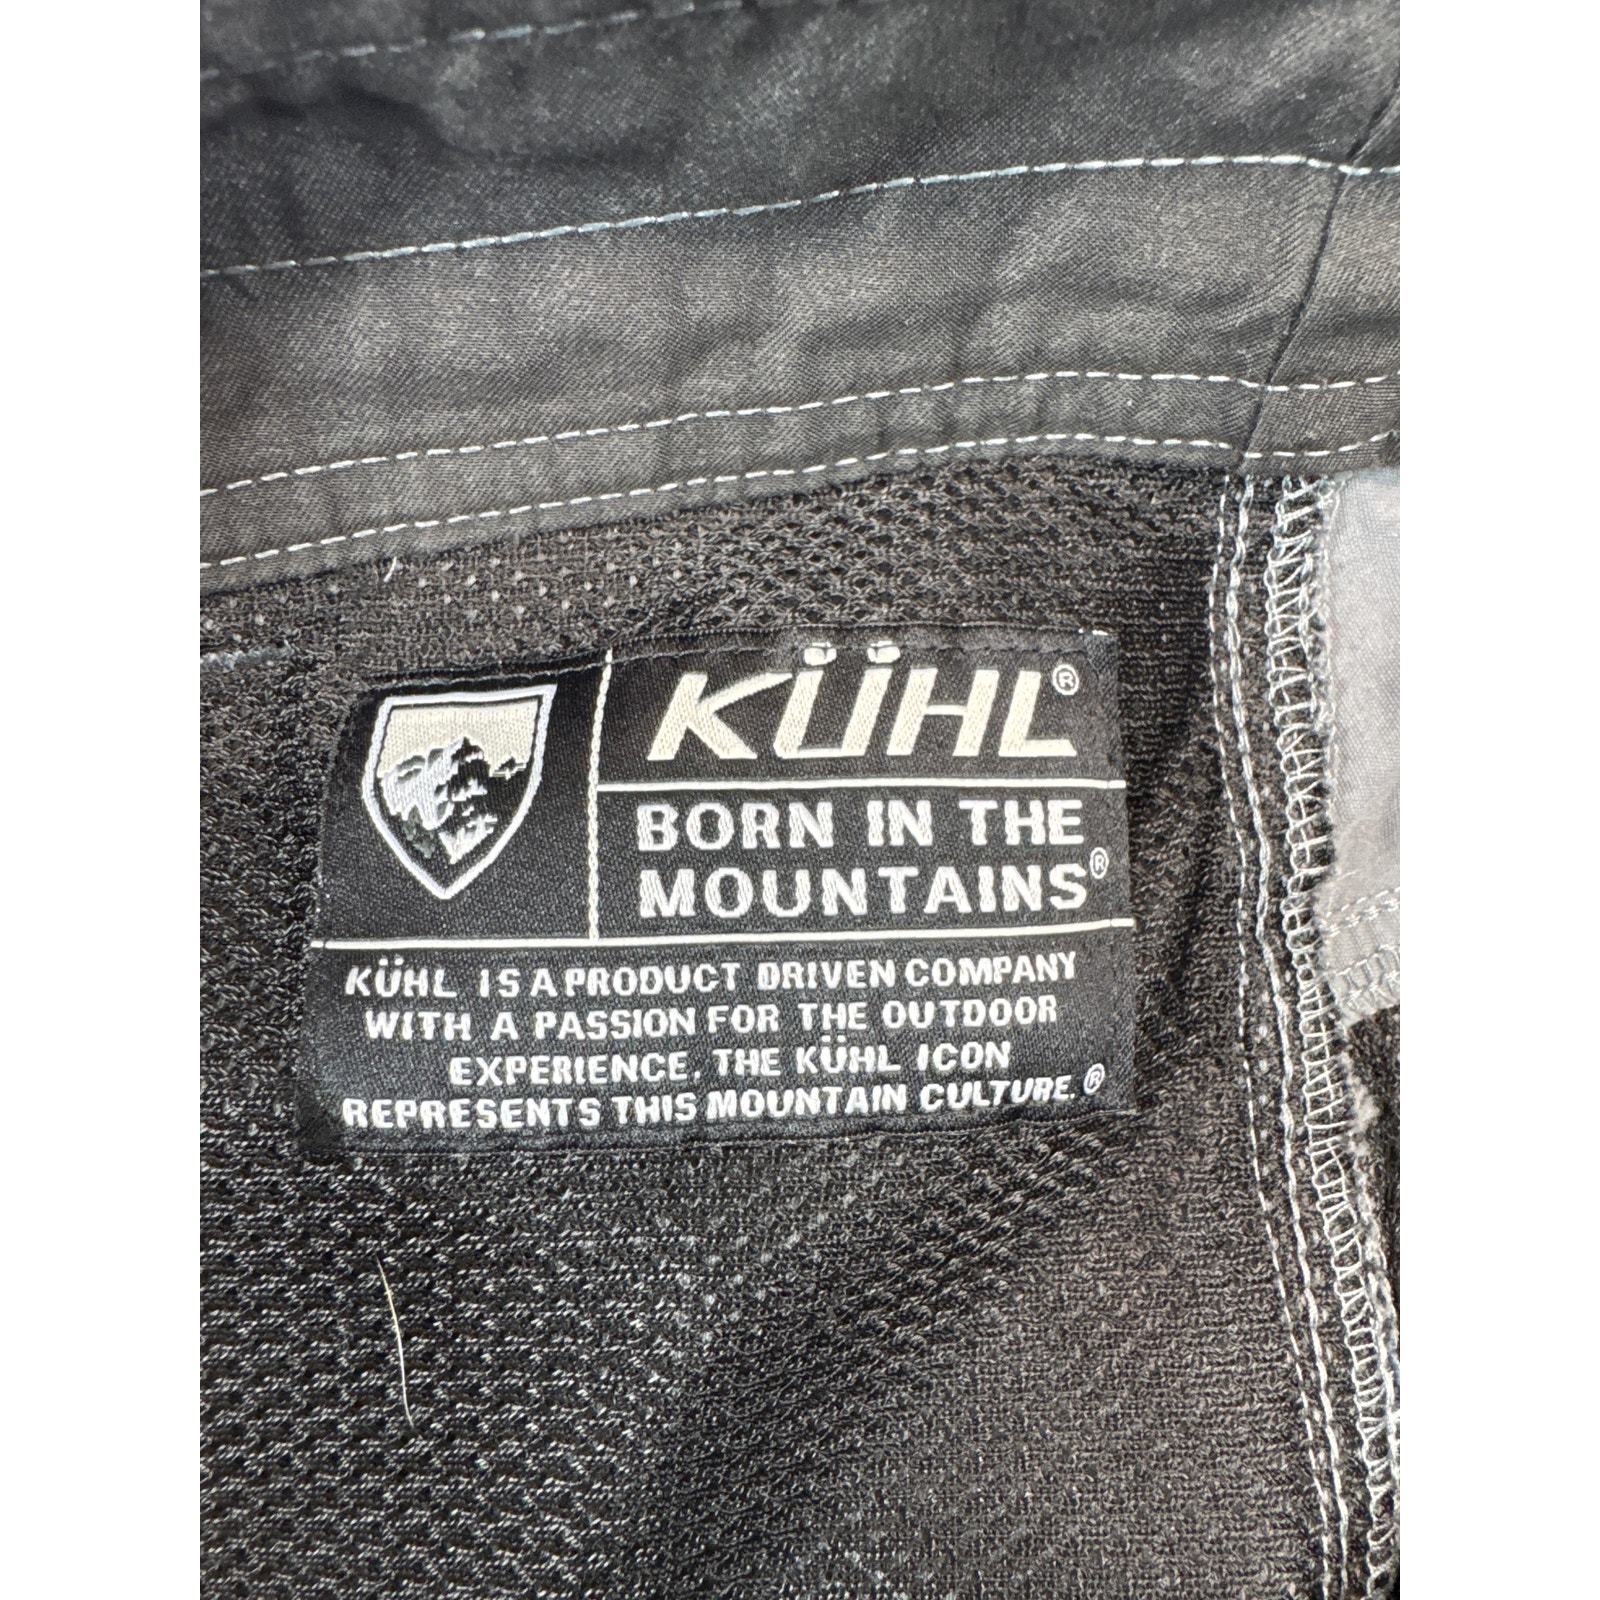 KÜHL®
BORN IN THE
MOUNTAINS®
KÜHL IS A PRODUCT DRIVEN COMPANY
WITH A PASSION FOR THE OUTDOOR
EXPERIENCE. THE KÜHL ICON
REPRESENTS THIS MOUNTAIN CULTURE.®